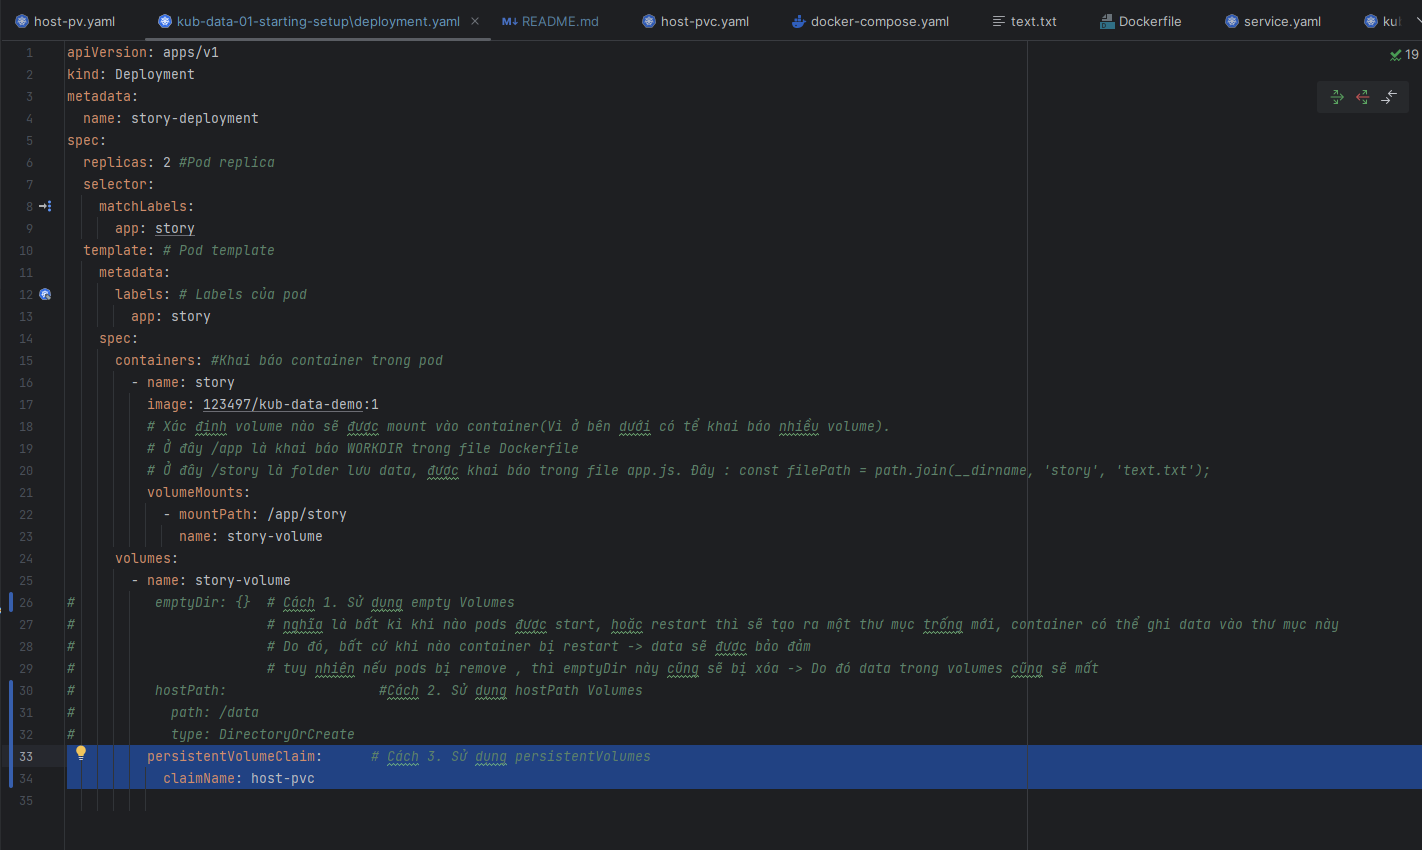 host-pv.yaml kub-data-01-starting-setup\deployment.yaml README.md host-pvc.yaml docker-compose.yaml text.txt Dockerfile service.yaml
19
1 apiVersion: apps/v1
2 kind: Deployment
3 metadata:
4   name: story-deployment
5 spec:
6   replicas: 2 #Pod replica
7   selector:
8     matchLabels:
9       app: story
10   template: # Pod template
11     metadata:
12       labels: # Labels của pod
13         app: story
14     spec:
15       containers: #Khai báo container trong pod
16         - name: story
17           image: 123497/kub-data-demo:1
18           # Xác định volume nào sẽ được mount vào container(Vì ở bên dưới có tể khai báo nhiều volume).
19           # Ở đây /app là khai báo WORKDIR trong file Dockerfile
20           # Ở đây /story là folder lưu data, được khai báo trong file app.js. Đây : const filePath = path.join(__dirname, 'story', 'text.txt');
21           volumeMounts:
22             - mountPath: /app/story
23               name: story-volume
24       volumes:
25         - name: story-volume
26 #          emptyDir: {}  # Cách 1. Sử dụng empty Volumes
27 #                        # nghĩa là bất kì khi nào pods được start, hoặc restart thì sẽ tạo ra một thư mục trống mới, container có thể ghi data vào thư mục này
28 #                        # Do đó, bất cứ khi nào container bị restart -> data sẽ được bảo đảm
29 #                        # tuy nhiên nếu pods bị remove , thì emptyDir này cũng sẽ bị xóa -> Do đó data trong volumes cũng sẽ mất
30 #          hostPath:                   #Cách 2. Sử dụng hostPath Volumes
31 #            path: /data
32 #            type: DirectoryOrCreate
33           persistentVolumeClaim:      # Cách 3. Sử dụng persistentVolumes
34             claimName: host-pvc
35